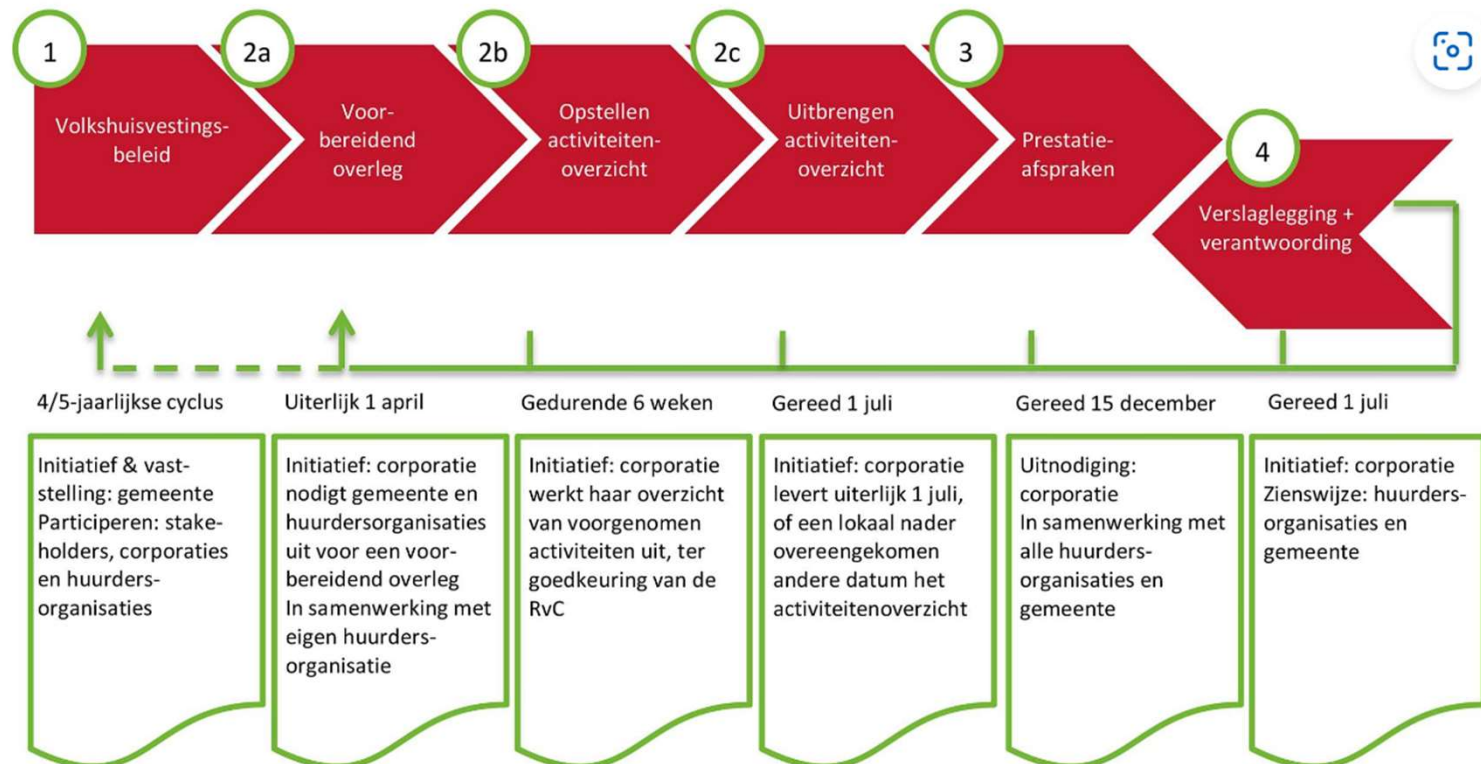 1
Volkshuisvestings-
beleid
2a
Voor-
bereidend
overleg
2b
Opstellen
activiteiten-
overzicht
2c
Uitbrengen
activiteiten-
overzicht
3
Prestatie-
afspraken
4
Verslaglegging +
verantwoording
4/5-jaarlijkse cyclus
Initiatief & vast-
stelling: gemeente
Participeren: stake-
holders, corporaties
en huurders-
organisaties
Uiterlijk 1 april
Initiatief: corporatie
nodigt gemeente en
huurdersorganisaties
uit voor een voor-
bereidend overleg
In samenwerking met
eigen huurders-
organisatie
Gedurende 6 weken
Initiatief: corporatie
werkt haar overzicht
van voorgenomen
activiteiten uit, ter
goedkeuring van de
RvC
Gereed 1 juli
Initiatief: corporatie
levert uiterlijk 1 juli,
of een lokaal nader
overeengekomen
andere datum het
activiteitenoverzicht
Gereed 15 december
Uitnodiging:
corporatie
In samenwerking met
alle huurders-
organisaties en
gemeente
Gereed 1 juli
Initiatief: corporatie
Zienswijze: huurders-
organisaties en
gemeente